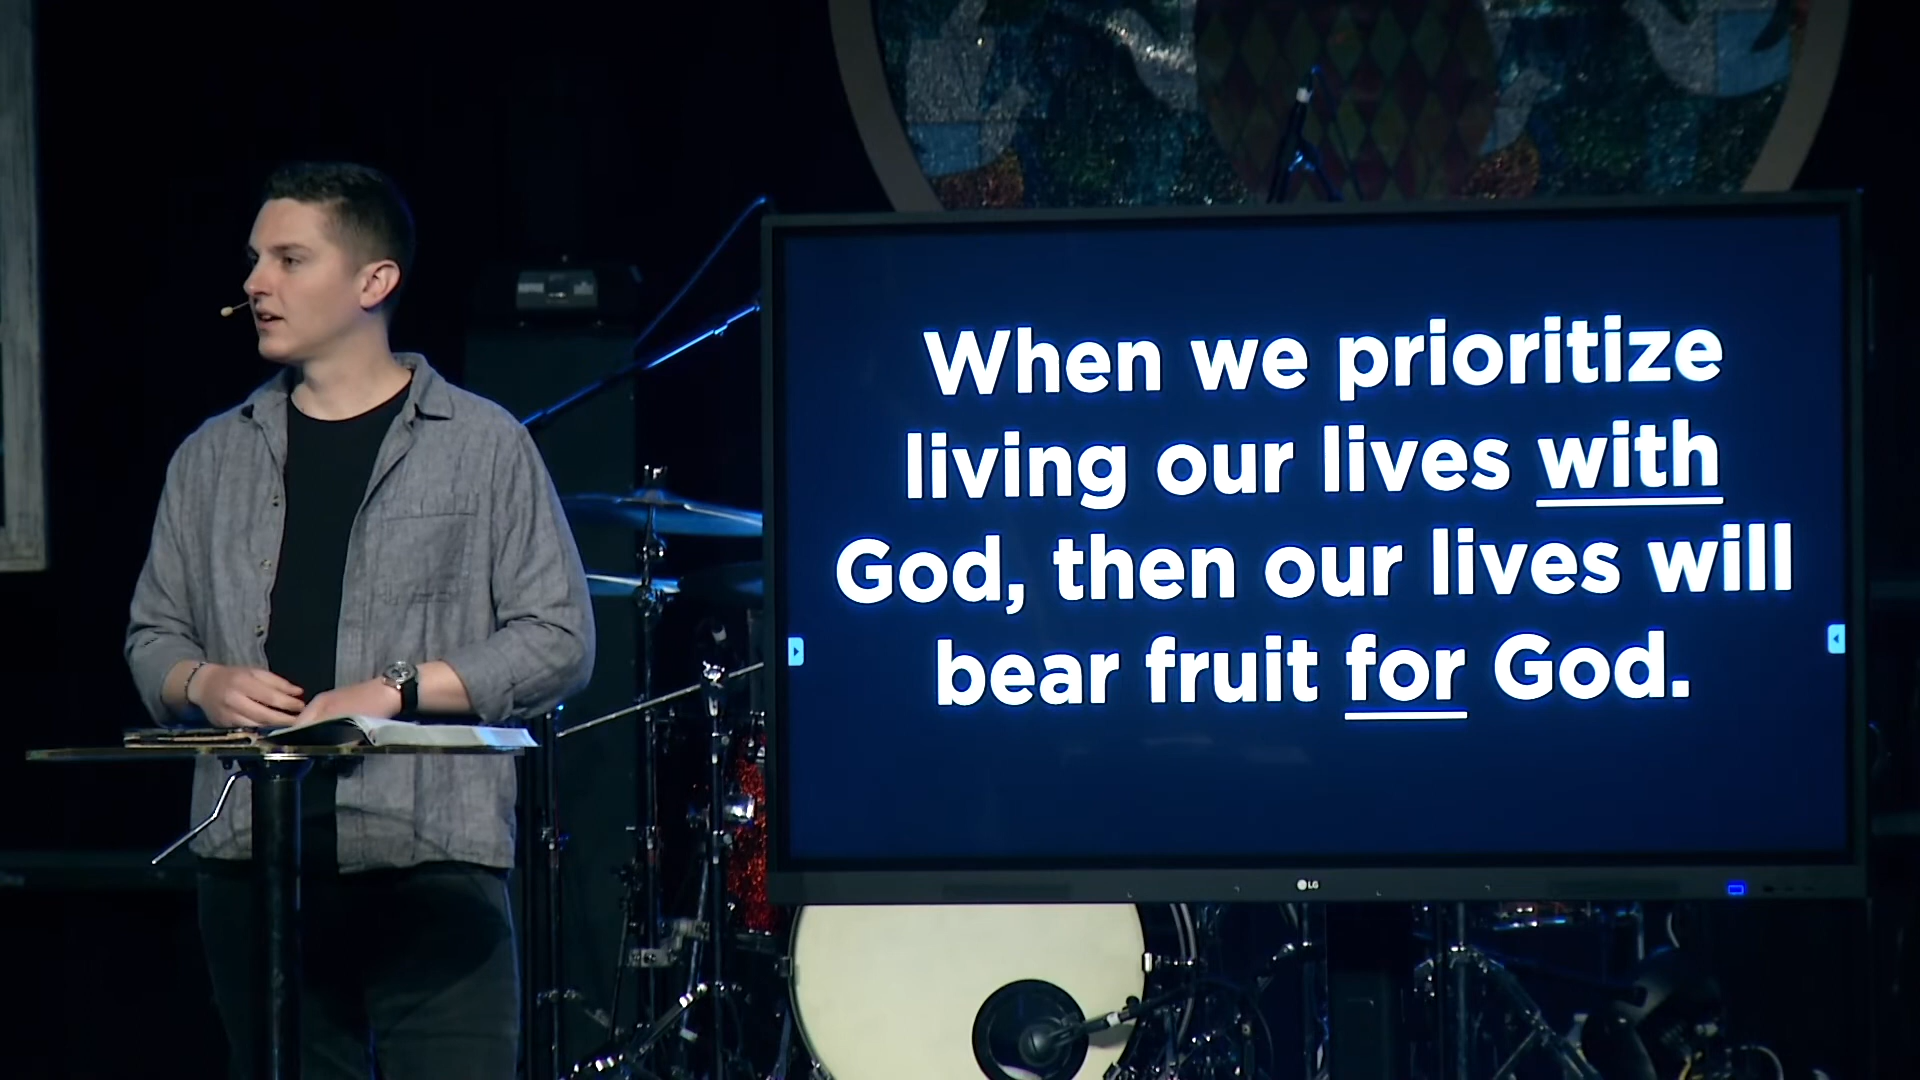 When we prioritize
living our lives with
God, then our lives will
bear fruit for God.
LG